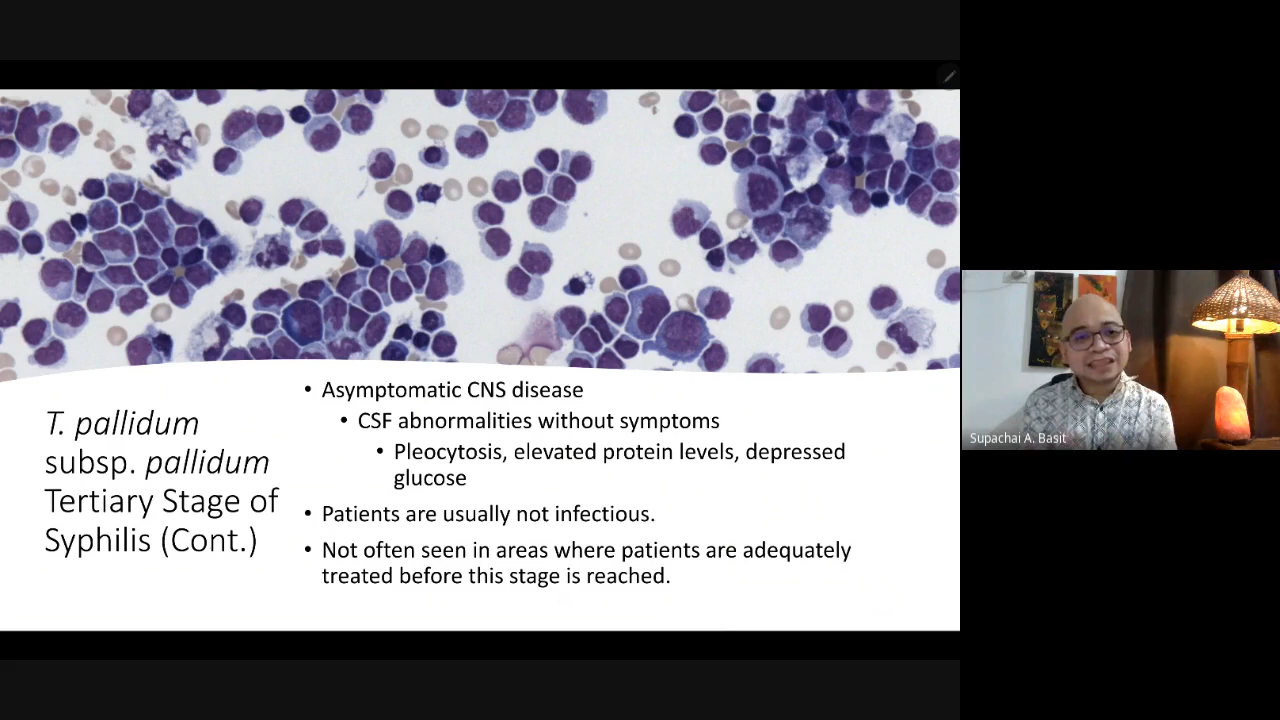 T. pallidum
subsp. pallidum
Tertiary Stage of
Syphilis (Cont.)
• Asymptomatic CNS disease
• CSF abnormalities without symptoms
• Pleocytosis, elevated protein levels, depressed
glucose
• Patients are usually not infectious.
• Not often seen in areas where patients are adequately
treated before this stage is reached.
Supachai A. Basit